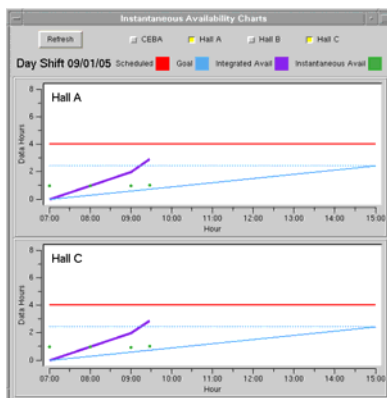 Instantaneous Availability Charts
Refresh CEBA Hall A Hall B Hall C
Day Shift 09/01/05 Scheduled Goal Integrated Avail Instantaneous Avail
Hall A
Data Hours
8
6
4
2
0
07:00 08:00 09:00 10:00 11:00 12:00 13:00 14:00 15:00
Hour
Hall C
Data Hours
8
6
4
2
0
07:00 08:00 09:00 10:00 11:00 12:00 13:00 14:00 15:00
Hour